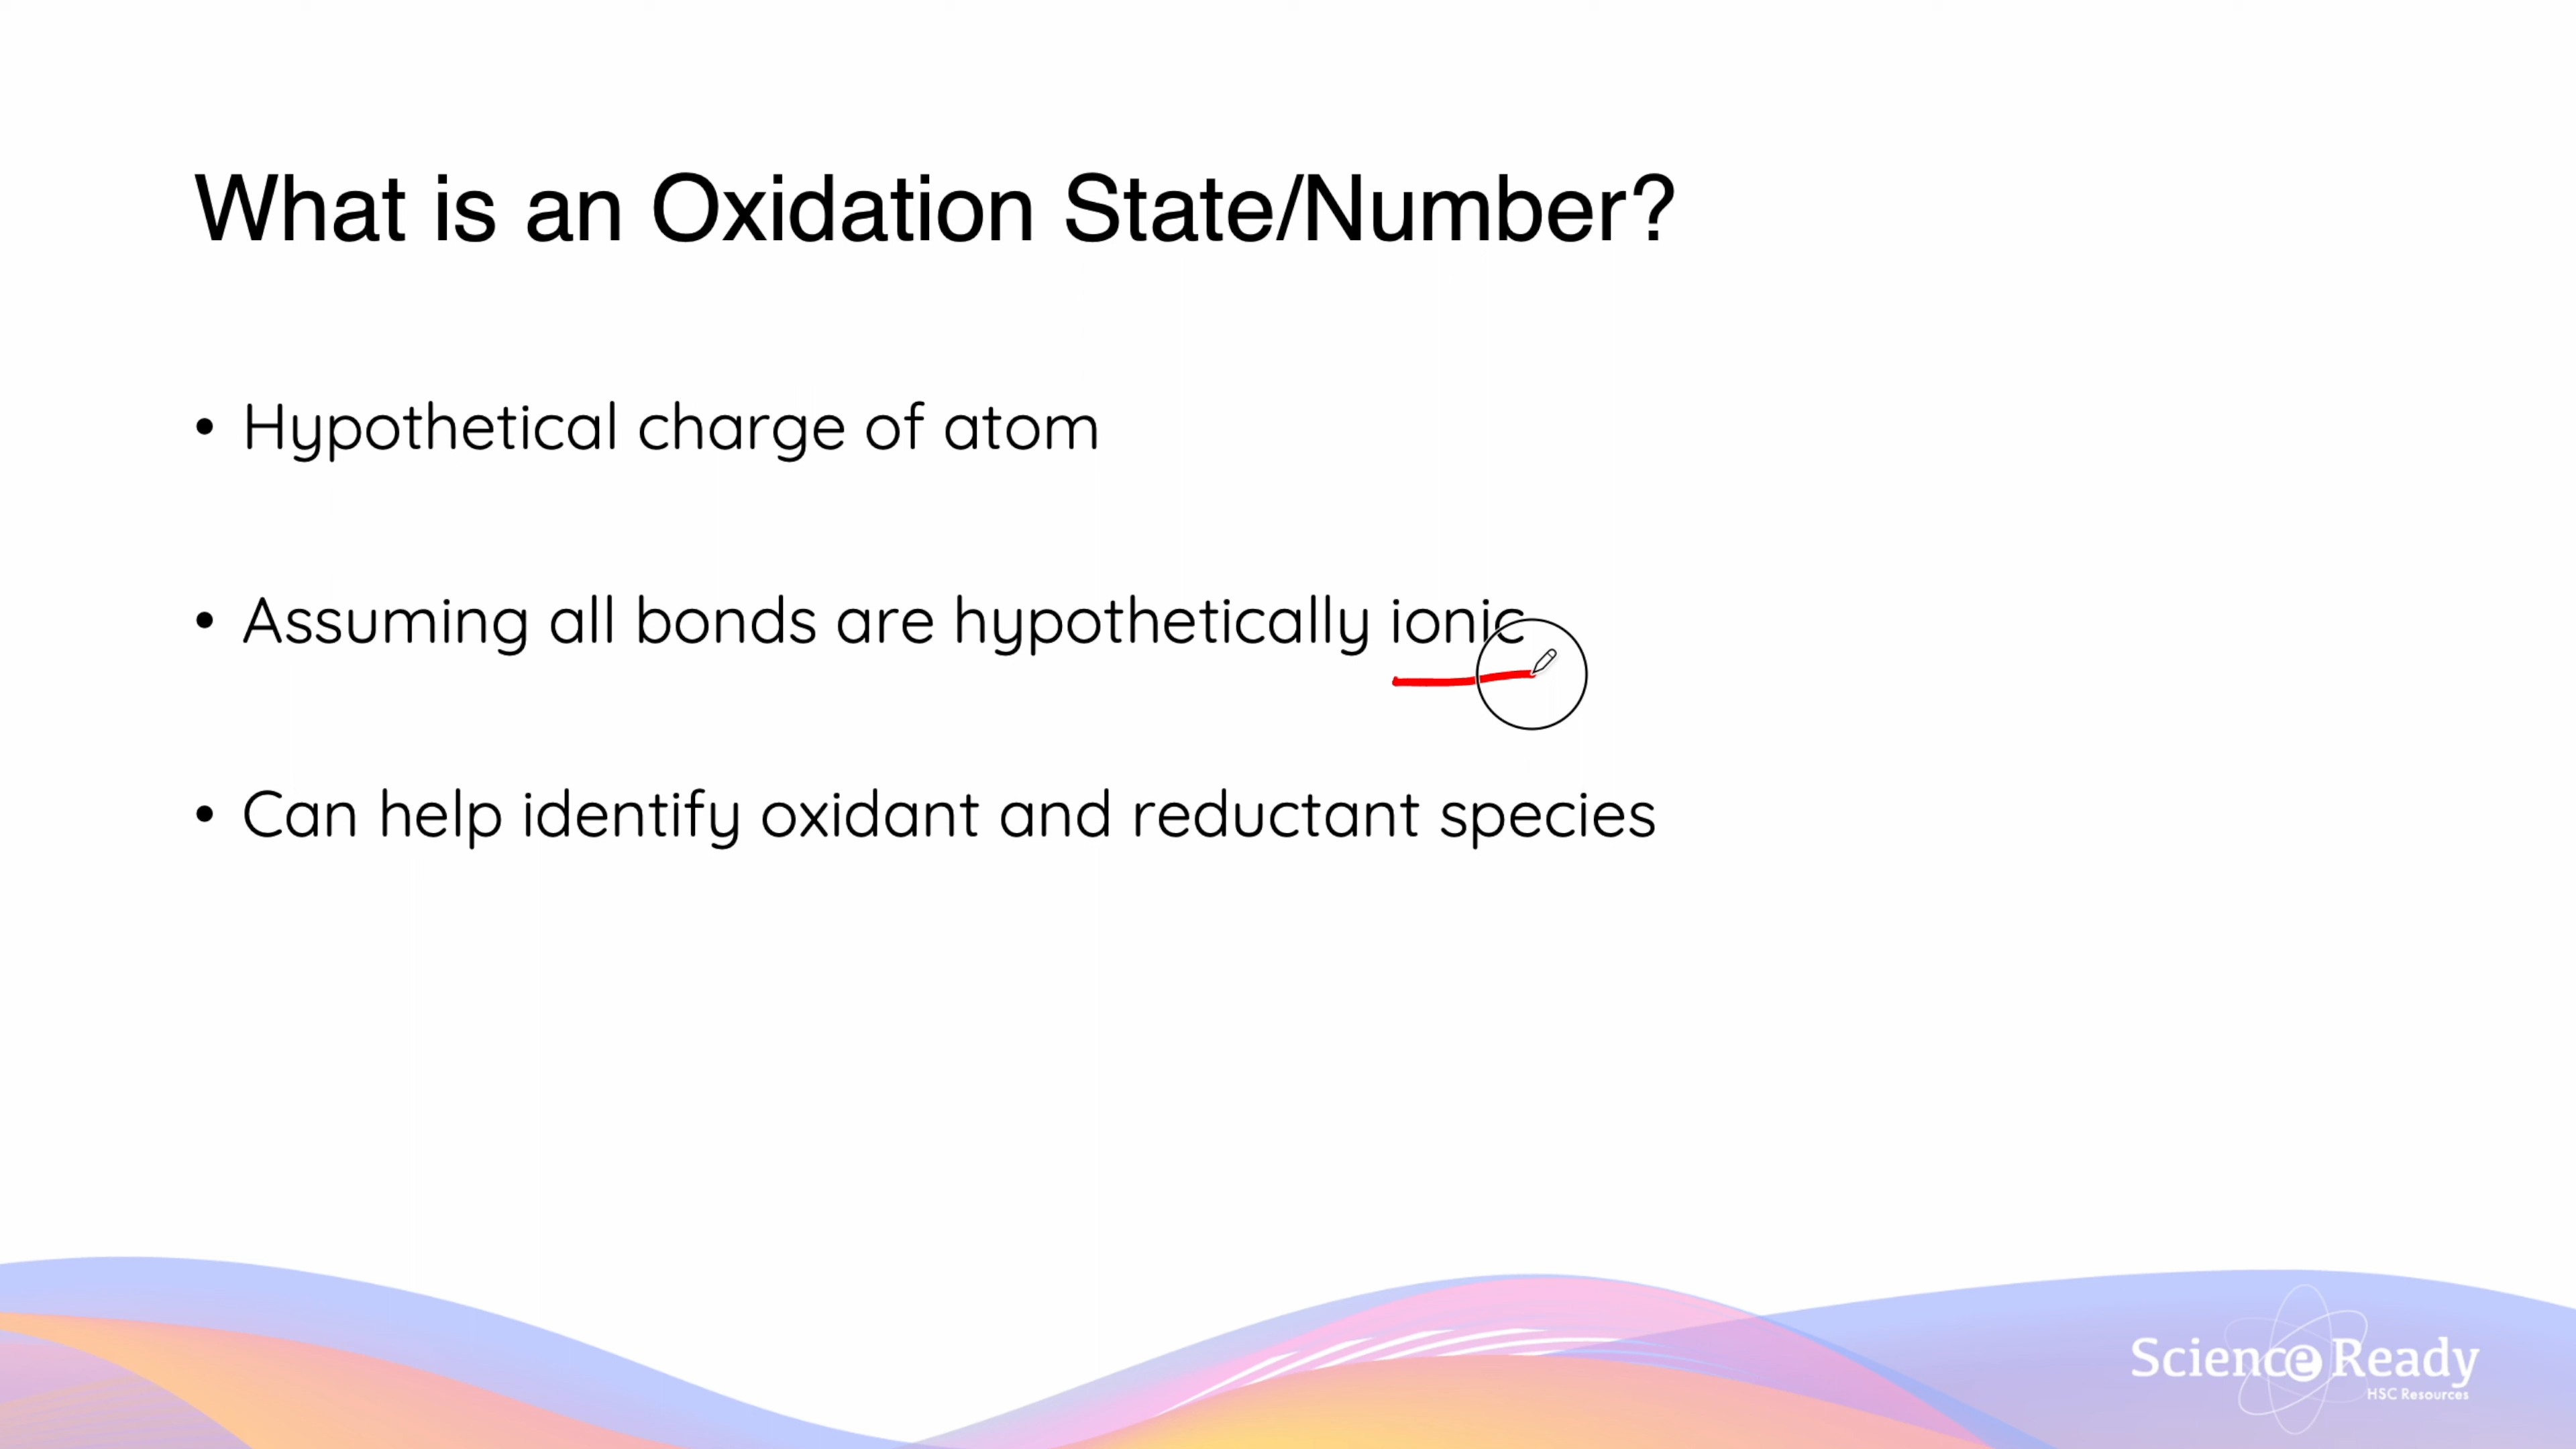 What is an Oxidation State/Number?
• Hypothetical charge of atom
• Assuming all bonds are hypothetically ionic
• Can help identify oxidant and reductant species
Science Ready
HSC Resources